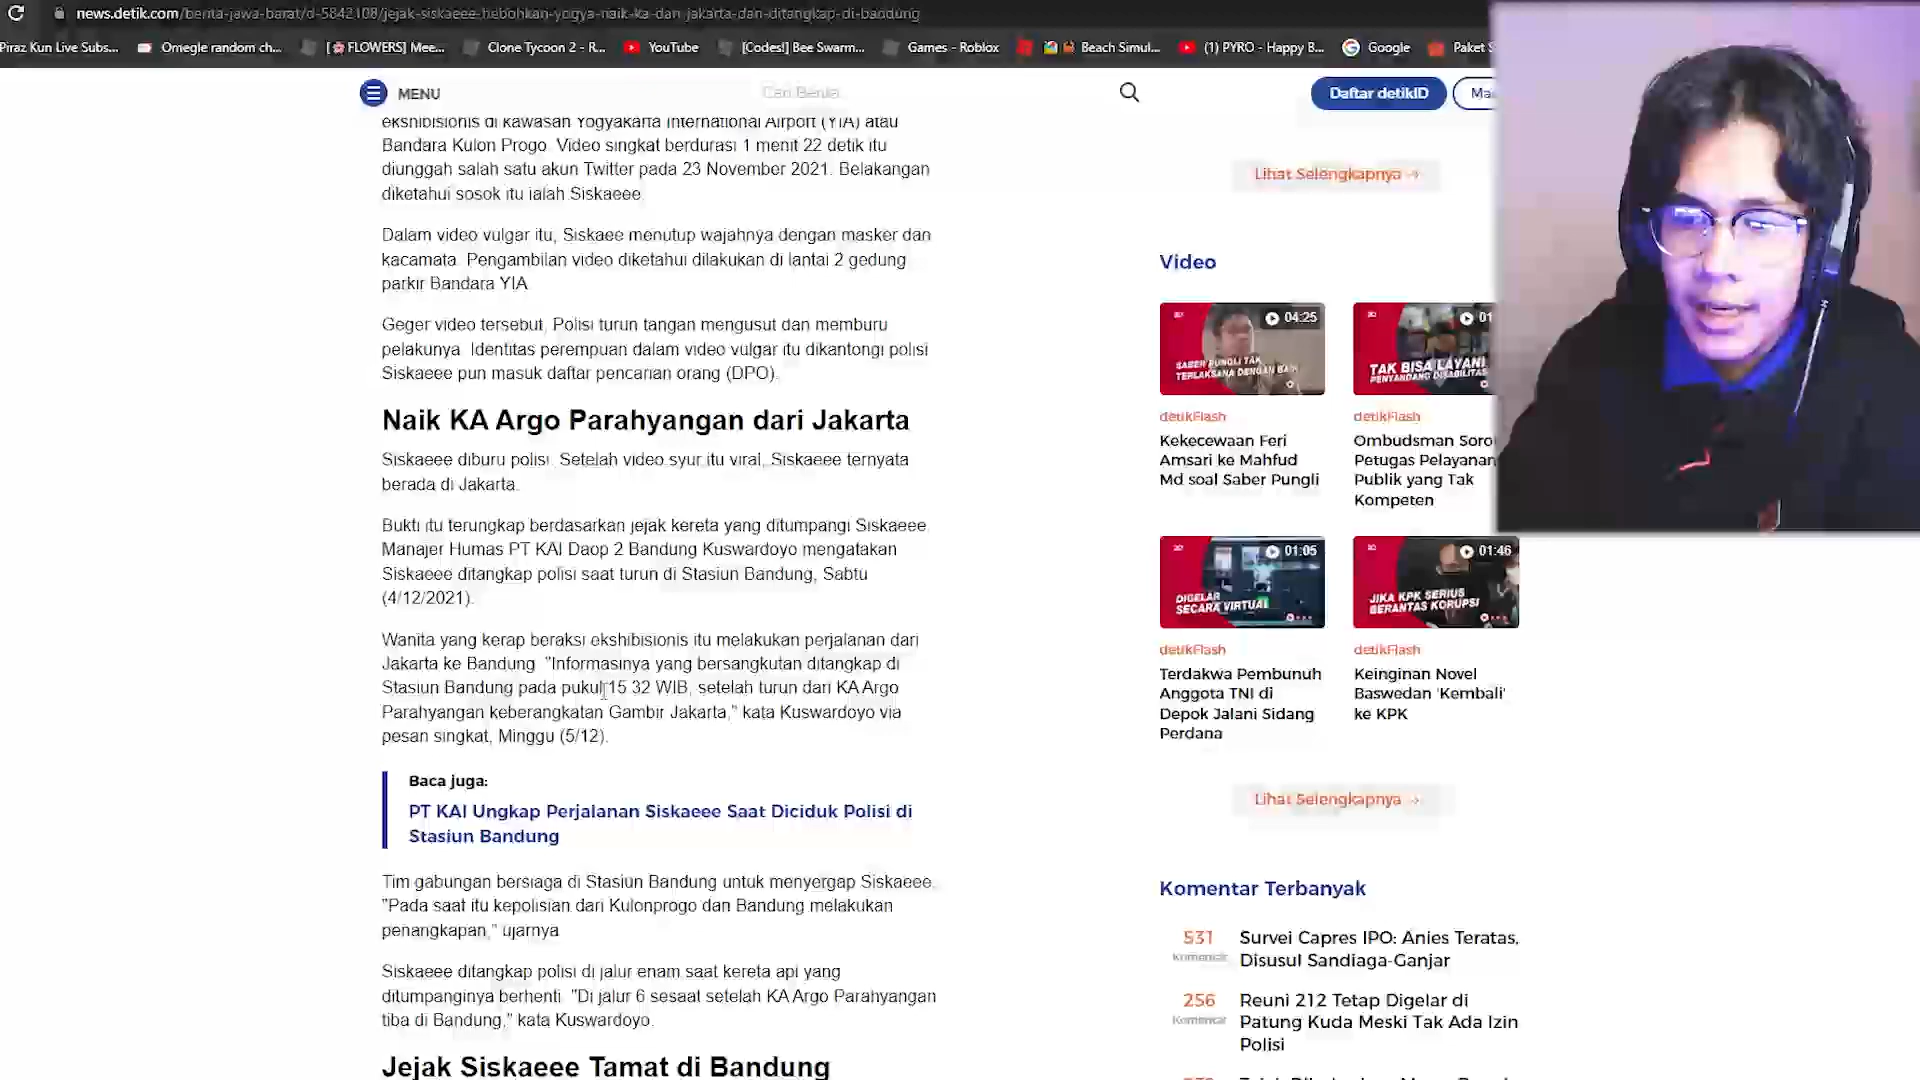 news.detik.com/berita-jawa-barat/d-5842108/jejak-siskaeee-hebohkan-yogya-naik-ka-dari-jakarta-dan-ditangkap-di-bandung
Piraz Kun Live Subs...
Omegle random ch...
[🌸FLOWERS] Mee...
Clone Tycoon 2 - R...
YouTube
[Codes!] Bee Swarm...
Games - Roblox
Beach Simul...
(1) PYRO - Happy B...
Google
Paket
MENU
Cari Berita
Daftar detikID
ekshibisionis di kawasan Yogyakarta International Airport (YIA) atau
Bandara Kulon Progo. Video singkat berdurasi 1 menit 22 detik itu
diunggah salah satu akun Twitter pada 23 November 2021. Belakangan
diketahui sosok itu ialah Siskaeee.
Dalam video vulgar itu, Siskaee menutup wajahnya dengan masker dan
kacamata. Pengambilan video diketahui dilakukan di lantai 2 gedung
parkir Bandara YIA.
Geger video tersebut, Polisi turun tangan mengusut dan memburu
pelakunya. Identitas perempuan dalam video vulgar itu dikantongi polisi.
Siskaeee pun masuk daftar pencarian orang (DPO).
Naik KA Argo Parahyangan dari Jakarta
Siskaeee diburu polisi. Setelah video syur itu viral, Siskaeee ternyata
berada di Jakarta.
Bukti itu terungkap berdasarkan jejak kereta yang ditumpangi Siskaeee.
Manajer Humas PT KAI Daop 2 Bandung Kuswardoyo mengatakan
Siskaeee ditangkap polisi saat turun di Stasiun Bandung, Sabtu
(4/12/2021).
Wanita yang kerap beraksi ekshibisionis itu melakukan perjalanan dari
Jakarta ke Bandung. "Informasinya yang bersangkutan ditangkap di
Stasiun Bandung pada pukul 15.32 WIB, setelah turun dari KA Argo
Parahyangan keberangkatan Gambir Jakarta," kata Kuswardoyo via
pesan singkat, Minggu (5/12).
Baca juga:
PT KAI Ungkap Perjalanan Siskaeee Saat Diciduk Polisi di
Stasiun Bandung
Tim gabungan bersiaga di Stasiun Bandung untuk menyergap Siskaeee.
"Pada saat itu kepolisian dari Kulonprogo dan Bandung melakukan
penangkapan," ujarnya.
Siskaeee ditangkap polisi di jalur enam saat kereta api yang
ditumpanginya berhenti. "Di jalur 6 sesaat setelah KA Argo Parahyangan
tiba di Bandung," kata Kuswardoyo.
Jejak Siskaeee Tamat di Bandung
Lihat Selengkapnya →
Video
04:25
SABER PUNGLI TAK
TERLAKSANA DENGAN BAIK
detikFlash
Kekecewaan Feri
Amsari ke Mahfud
Md soal Saber Pungli
01
TAK BISA LAYANI
PENYANDANG DISABILITAS
detikFlash
Ombudsman Soro
Petugas Pelayanan
Publik yang Tak
Kompeten
01:05
DIGELAR
SECARA VIRTUAL
detikFlash
Terdakwa Pembunuh
Anggota TNI di
Depok Jalani Sidang
Perdana
01:46
JIKA KPK SERIUS
BERANTAS KORUPSI
detikFlash
Keinginan Novel
Baswedan 'Kembali'
ke KPK
Lihat Selengkapnya →
Komentar Terbanyak
531
Komentar
Survei Capres IPO: Anies Teratas,
Disusul Sandiaga-Ganjar
256
Komentar
Reuni 212 Tetap Digelar di
Patung Kuda Meski Tak Ada Izin
Polisi